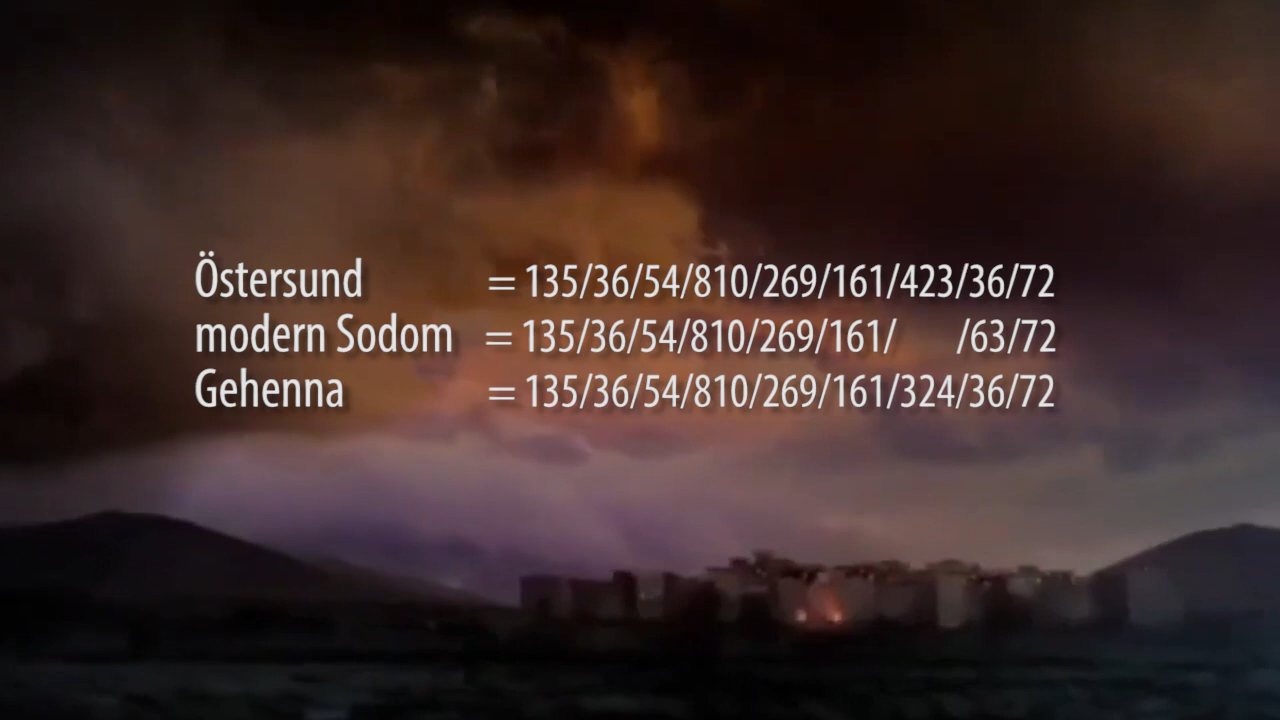 Östersund = 135/36/54/810/269/161/423/36/72
modern Sodom = 135/36/54/810/269/161/ /63/72
Gehenna = 135/36/54/810/269/161/324/36/72